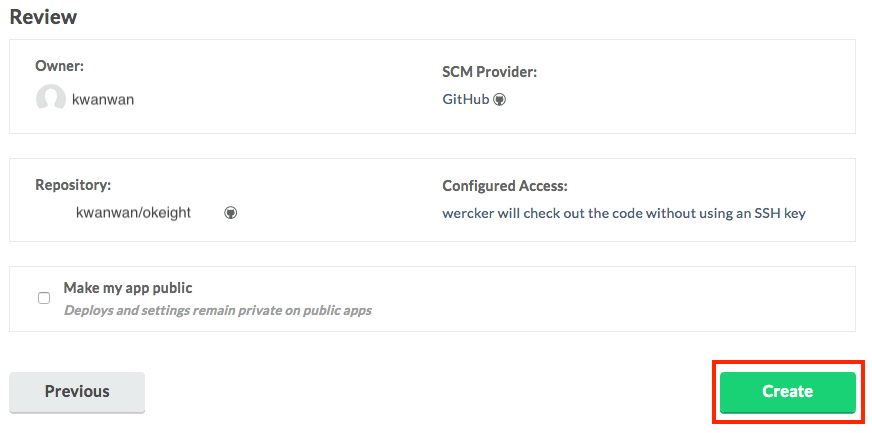 Review
Owner:
kwanwan
SCM Provider:
GitHub
Repository:
kwanwan/okeight
Configured Access:
wercker will check out the code without using an SSH key
Make my app public
Deploys and settings remain private on public apps
Previous
Create